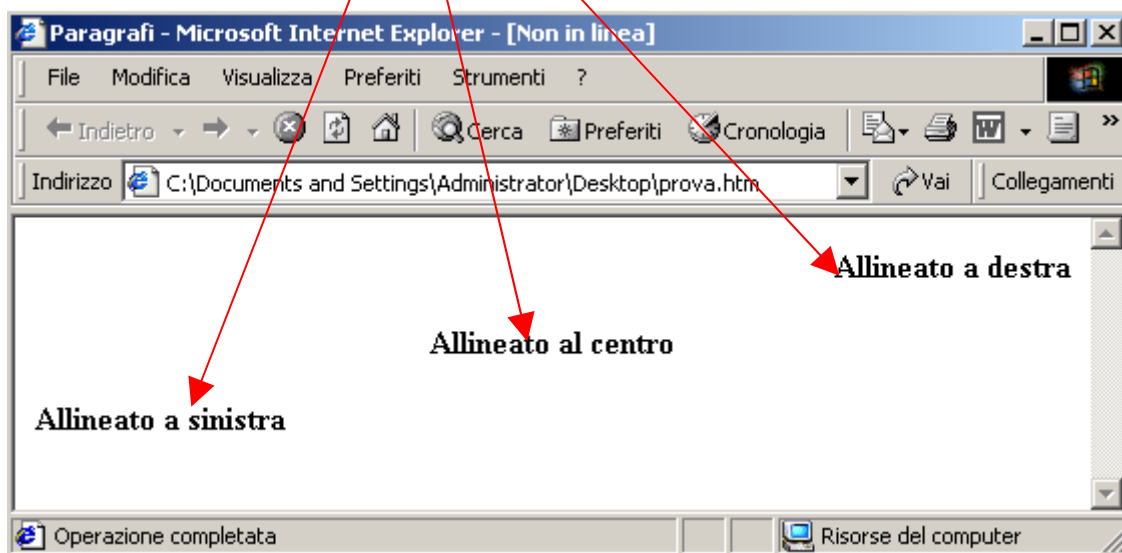 Paragrafi - Microsoft Internet Explorer - [Non in linea]
File Modifica Visualizza Preferiti Strumenti ?
Indietro Cerca Preferiti Cronologia »
Indirizzo C:\Documents and Settings\Administrator\Desktop\prova.htm Vai Collegamenti
Allineato a destra
Allineato al centro
Allineato a sinistra
Operazione completata Risorse del computer